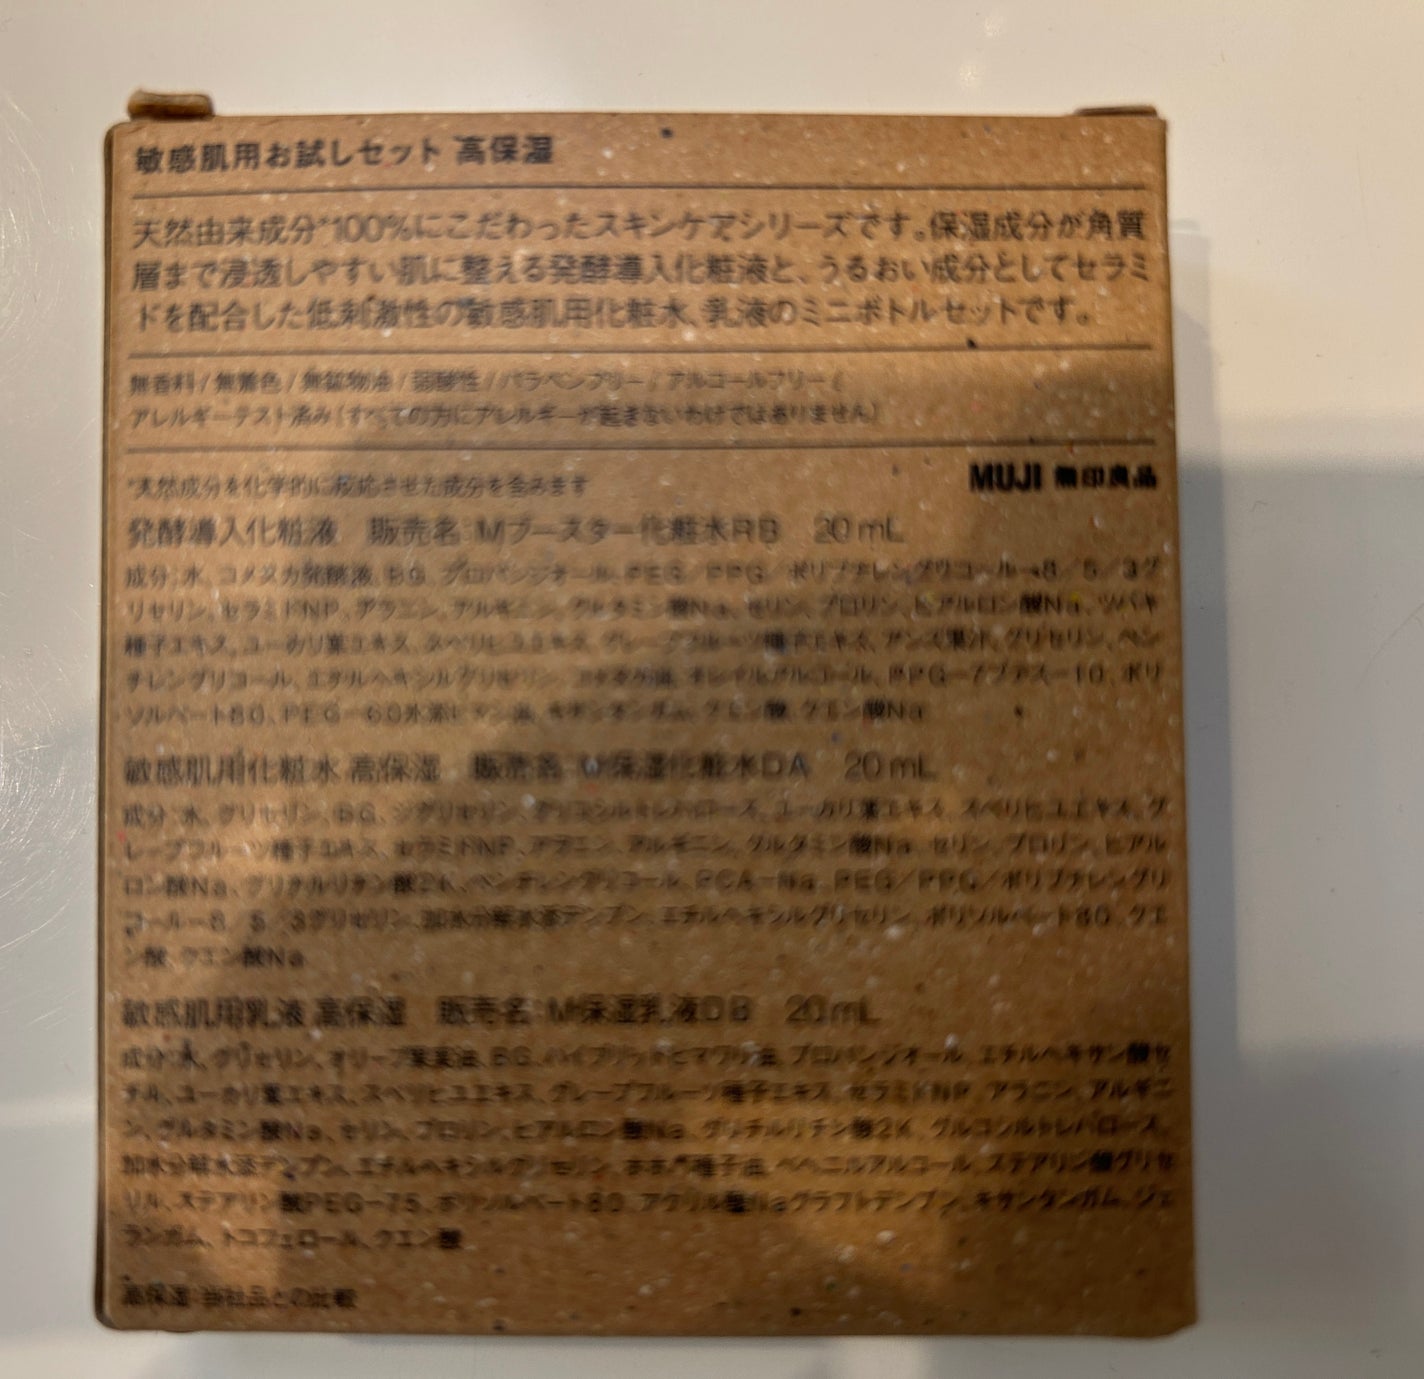 敏感肌用お試しセット 高保湿
天然由来成分*100%にこだわったスキンケアシリーズです。保湿成分が角質
層まで浸透しやすい肌に整える発酵導入化粧液と、うるおい成分としてセラミ
ドを配合した低刺激性の敏感肌用化粧水、乳液のミニボトルセットです。
無香料/無着色/無鉱物油/弱酸性/パラベンフリー/アルコールフリー/
アレルギーテスト済み(すべての方にアレルギーが起きないわけではありません)
*天然成分を化学的に反応させた成分を含みます
MUJI 無印良品
発酵導入化粧液 販売名:Mブースター化粧水RB 20mL
成分:水、コメヌカ発酵液、BG、プロパンジオール、PEG/PPG/ポリブチレングリコール-8/5/3グ
リセリン、セラミドNP、アラニン、アルギニン、グルタミン酸Na、セリン、プロリン、ヒアルロン酸Na、ツバキ
種子エキス、ユーカリ葉エキス、スベリヒユエキス、グレープフルーツ種子エキス、アンズ果汁、グリセリン、ペン
チレングリコール、エチルヘキシルグリセリン、コメヌカ油、オレイルアルコール、PPG-7ブテス-10、ポリ
ソルベート80、PEG-60水添ヒマシ油、キサンタンガム、クエン酸、クエン酸Na
敏感肌用化粧水 高保湿 販売名:M保湿化粧水DA 20mL
成分:水、グリセリン、BG、ジグリセリン、グリコシルトレハロース、ユーカリ葉エキス、スベリヒユエキス、グ
レープフルーツ種子エキス、セラミドNP、アラニン、アルギニン、グルタミン酸Na、セリン、プロリン、ヒアル
ロン酸Na、グリチルリチン酸2K、ペンチレングリコール、PCA-Na、PEG/PPG/ポリブチレングリ
コール-8/5/3グリセリン、加水分解水添デンプン、エチルヘキシルグリセリン、ポリソルベート80、クエ
ン酸、クエン酸Na
敏感肌用乳液 高保湿 販売名:M保湿乳液DB 20mL
成分:水、グリセリン、オリーブ果実油、BG、ハイブリッドヒマワリ油、プロパンジオール、エチルヘキサン酸セ
チル、ユーカリ葉エキス、スベリヒユエキス、グレープフルーツ種子エキス、セラミドNP、アラニン、アルギニ
ン、グルタミン酸Na、セリン、プロリン、ヒアルロン酸Na、グリチルリチン酸2K、グルコシルトレハロース、
加水分解水添デンプン、エチルヘキシルグリセリン、ホホバ種子油、ベヘニルアルコール、ステアリン酸グリセ
リル、ステアリン酸PEG-75、ポリソルベート80、アクリル酸Naグラフトデンプン、キサンタンガム、ジェ
ランガム、トコフェロール、クエン酸
高保湿:当社品との比較